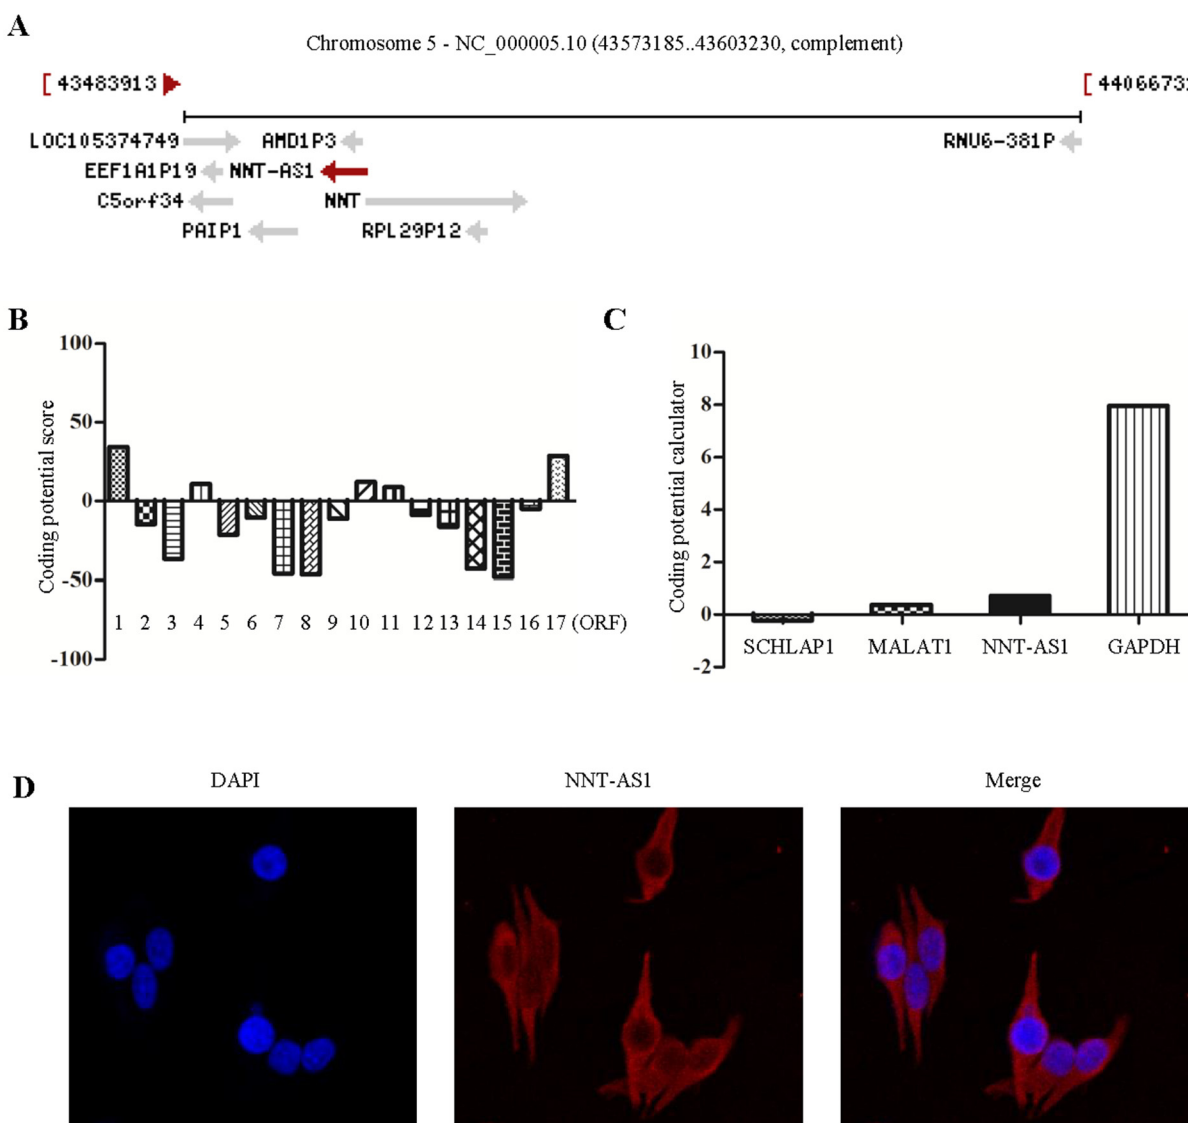 A
Chromosome 5 - NC_000005.10 (43573185..43603230, complement)
[ 43483913
[ 4406673
LOC105374749
AMD1P3
RNU6-381P
EEF1A1P19
NNT-AS1
C5orf34
NNT
PAIP1
RPL29P12
B
Coding potential score
100
50
0
-50
-100
1 2 3 4 5 6 7 8 9 10 11 12 13 14 15 16 17 (ORF)
C
Coding potential calculator
10
8
6
4
2
0
-2
SCHLAP1 MALAT1 NNT-AS1 GAPDH
D
DAPI
NNT-AS1
Merge